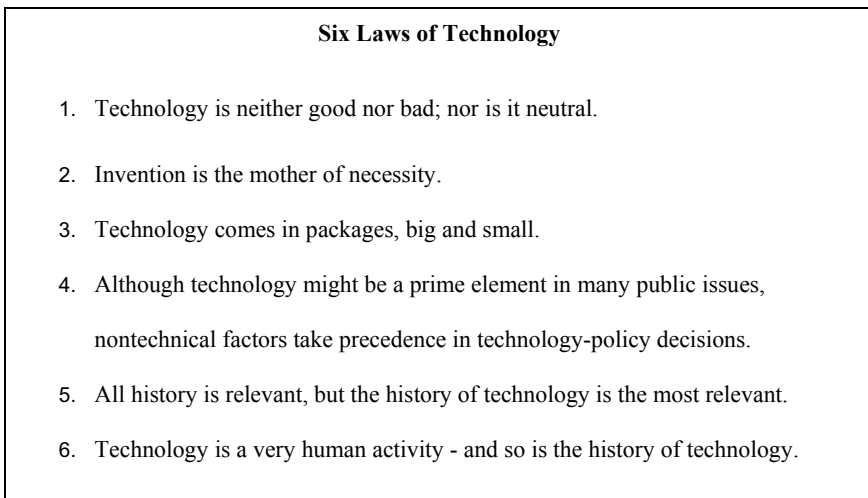 Six Laws of Technology
1. Technology is neither good nor bad; nor is it neutral.
2. Invention is the mother of necessity.
3. Technology comes in packages, big and small.
4. Although technology might be a prime element in many public issues,
nontechnical factors take precedence in technology-policy decisions.
5. All history is relevant, but the history of technology is the most relevant.
6. Technology is a very human activity - and so is the history of technology.